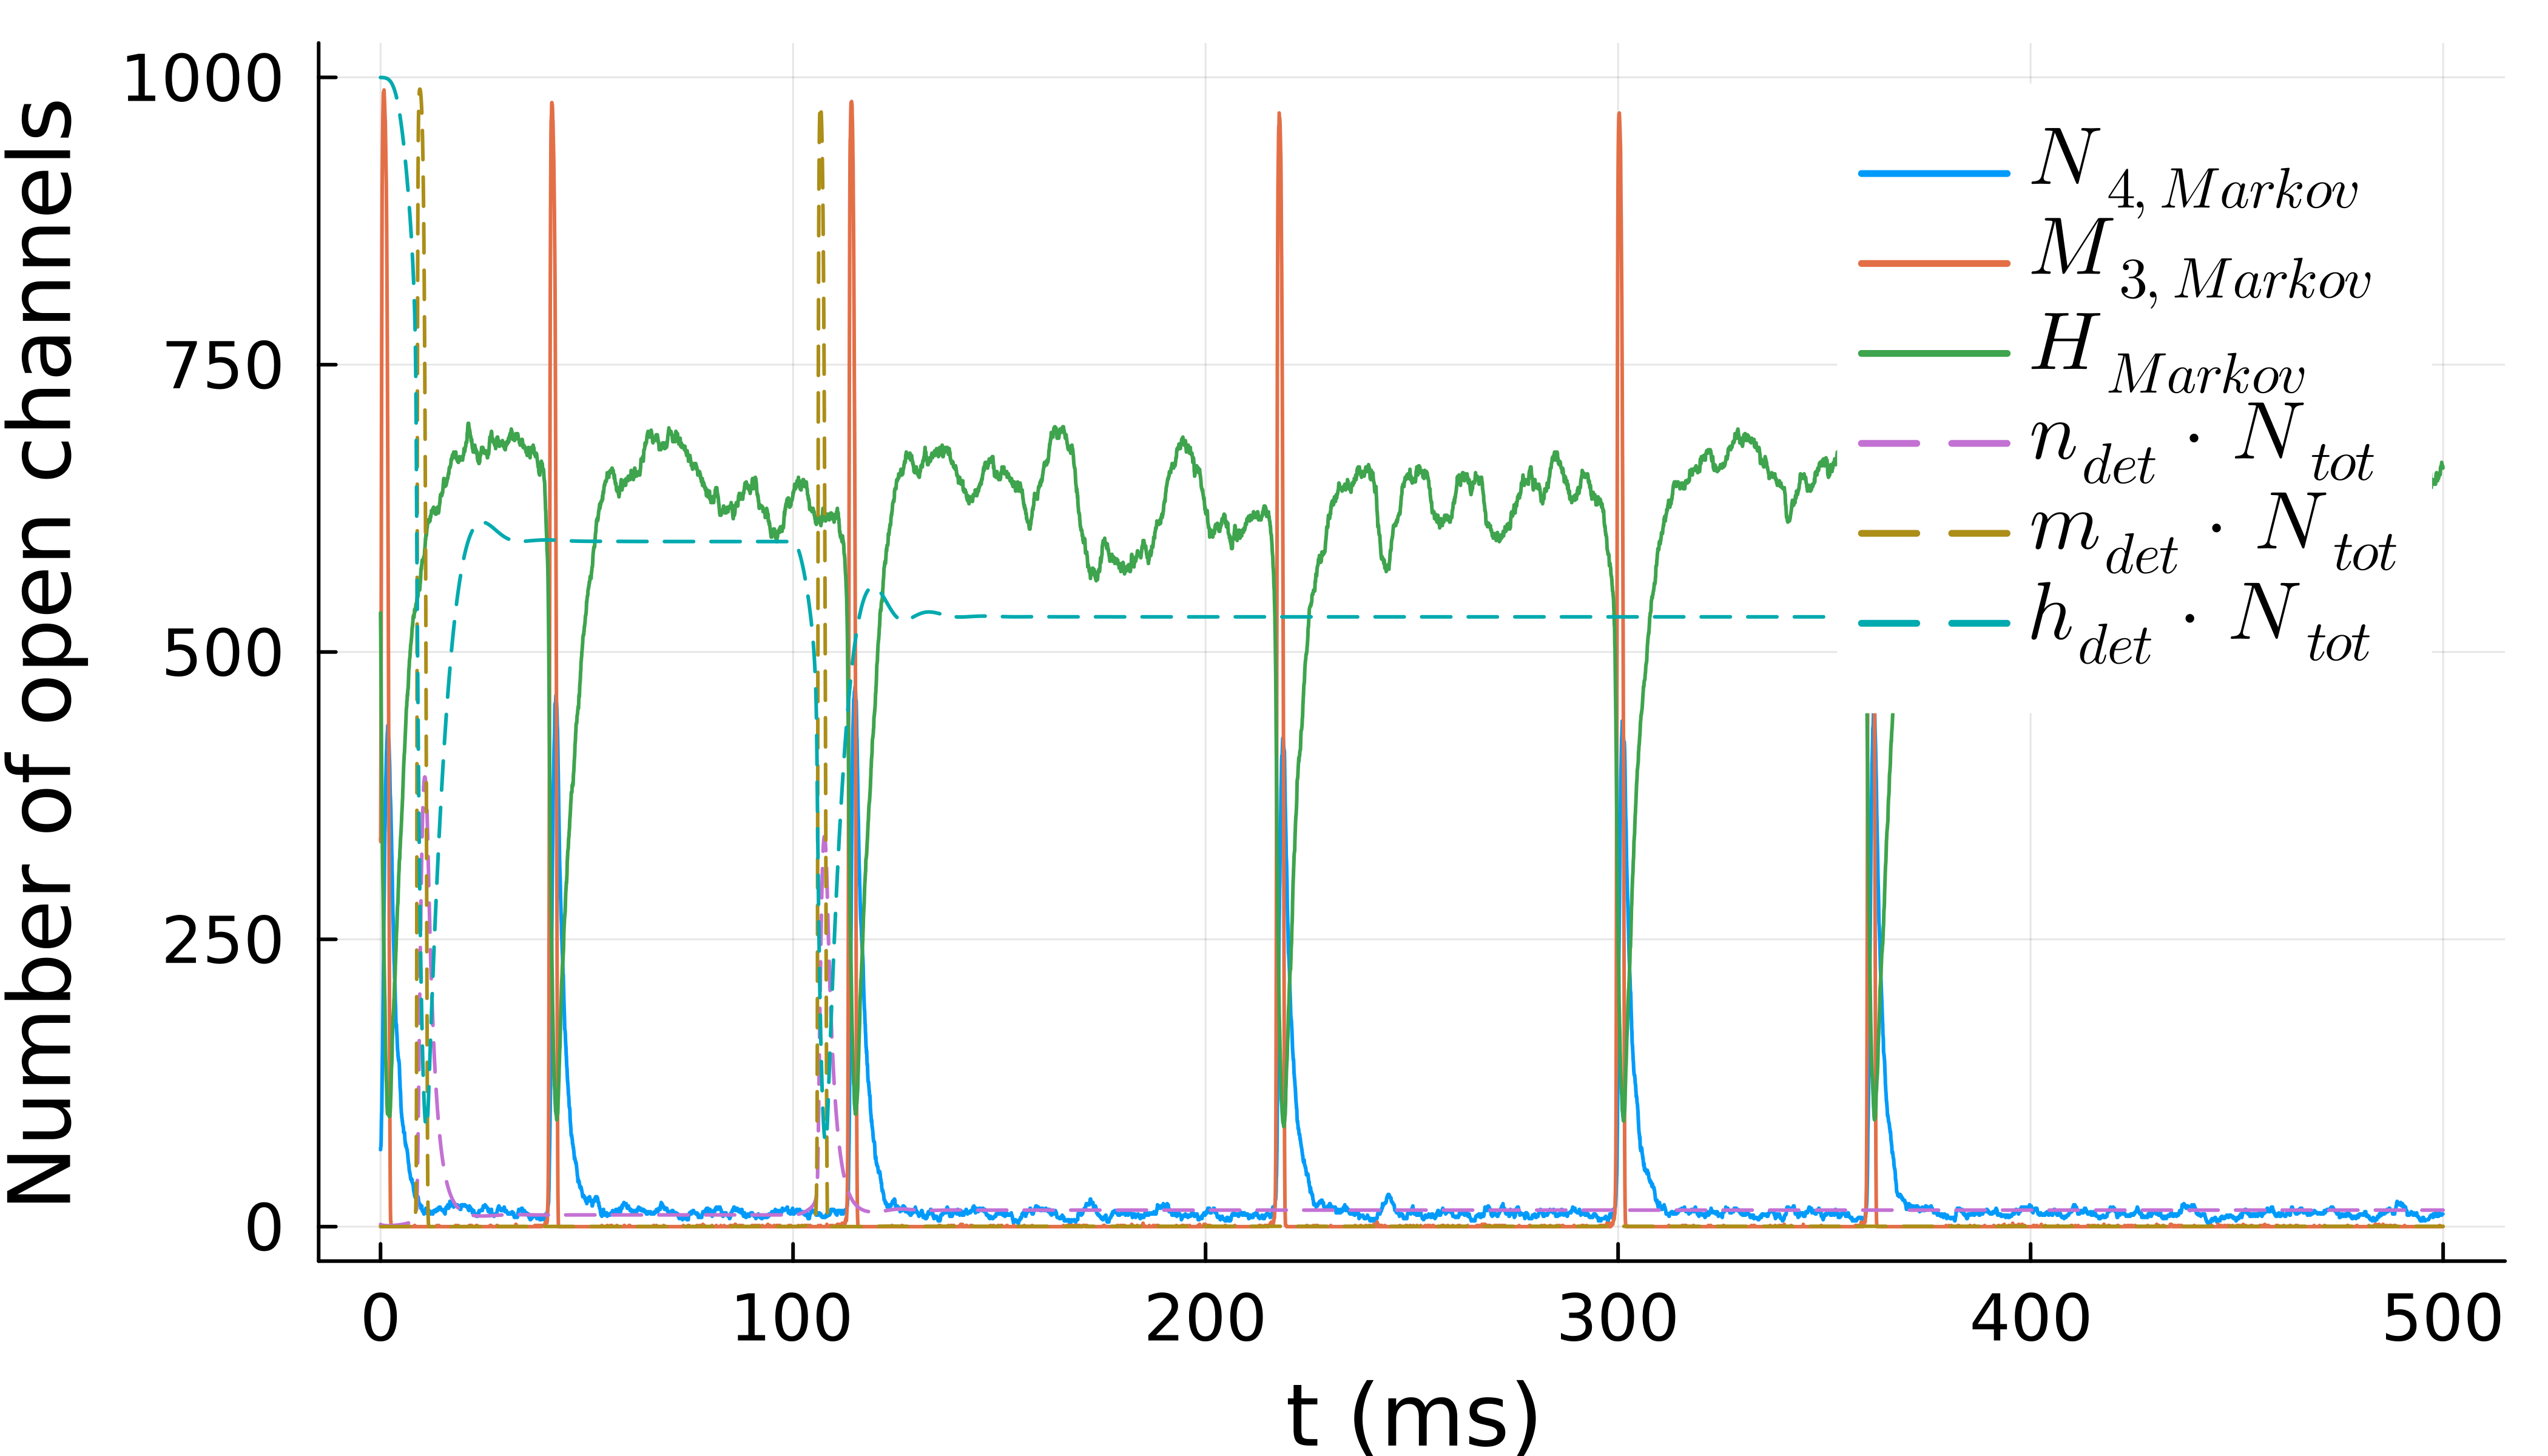 Number of open channels
1000
750
500
250
0
0 100 200 300 400 500
t (ms)
N4, Markov
M3, Markov
HMarkov
ndet · Ntot
mdet · Ntot
hdet · Ntot